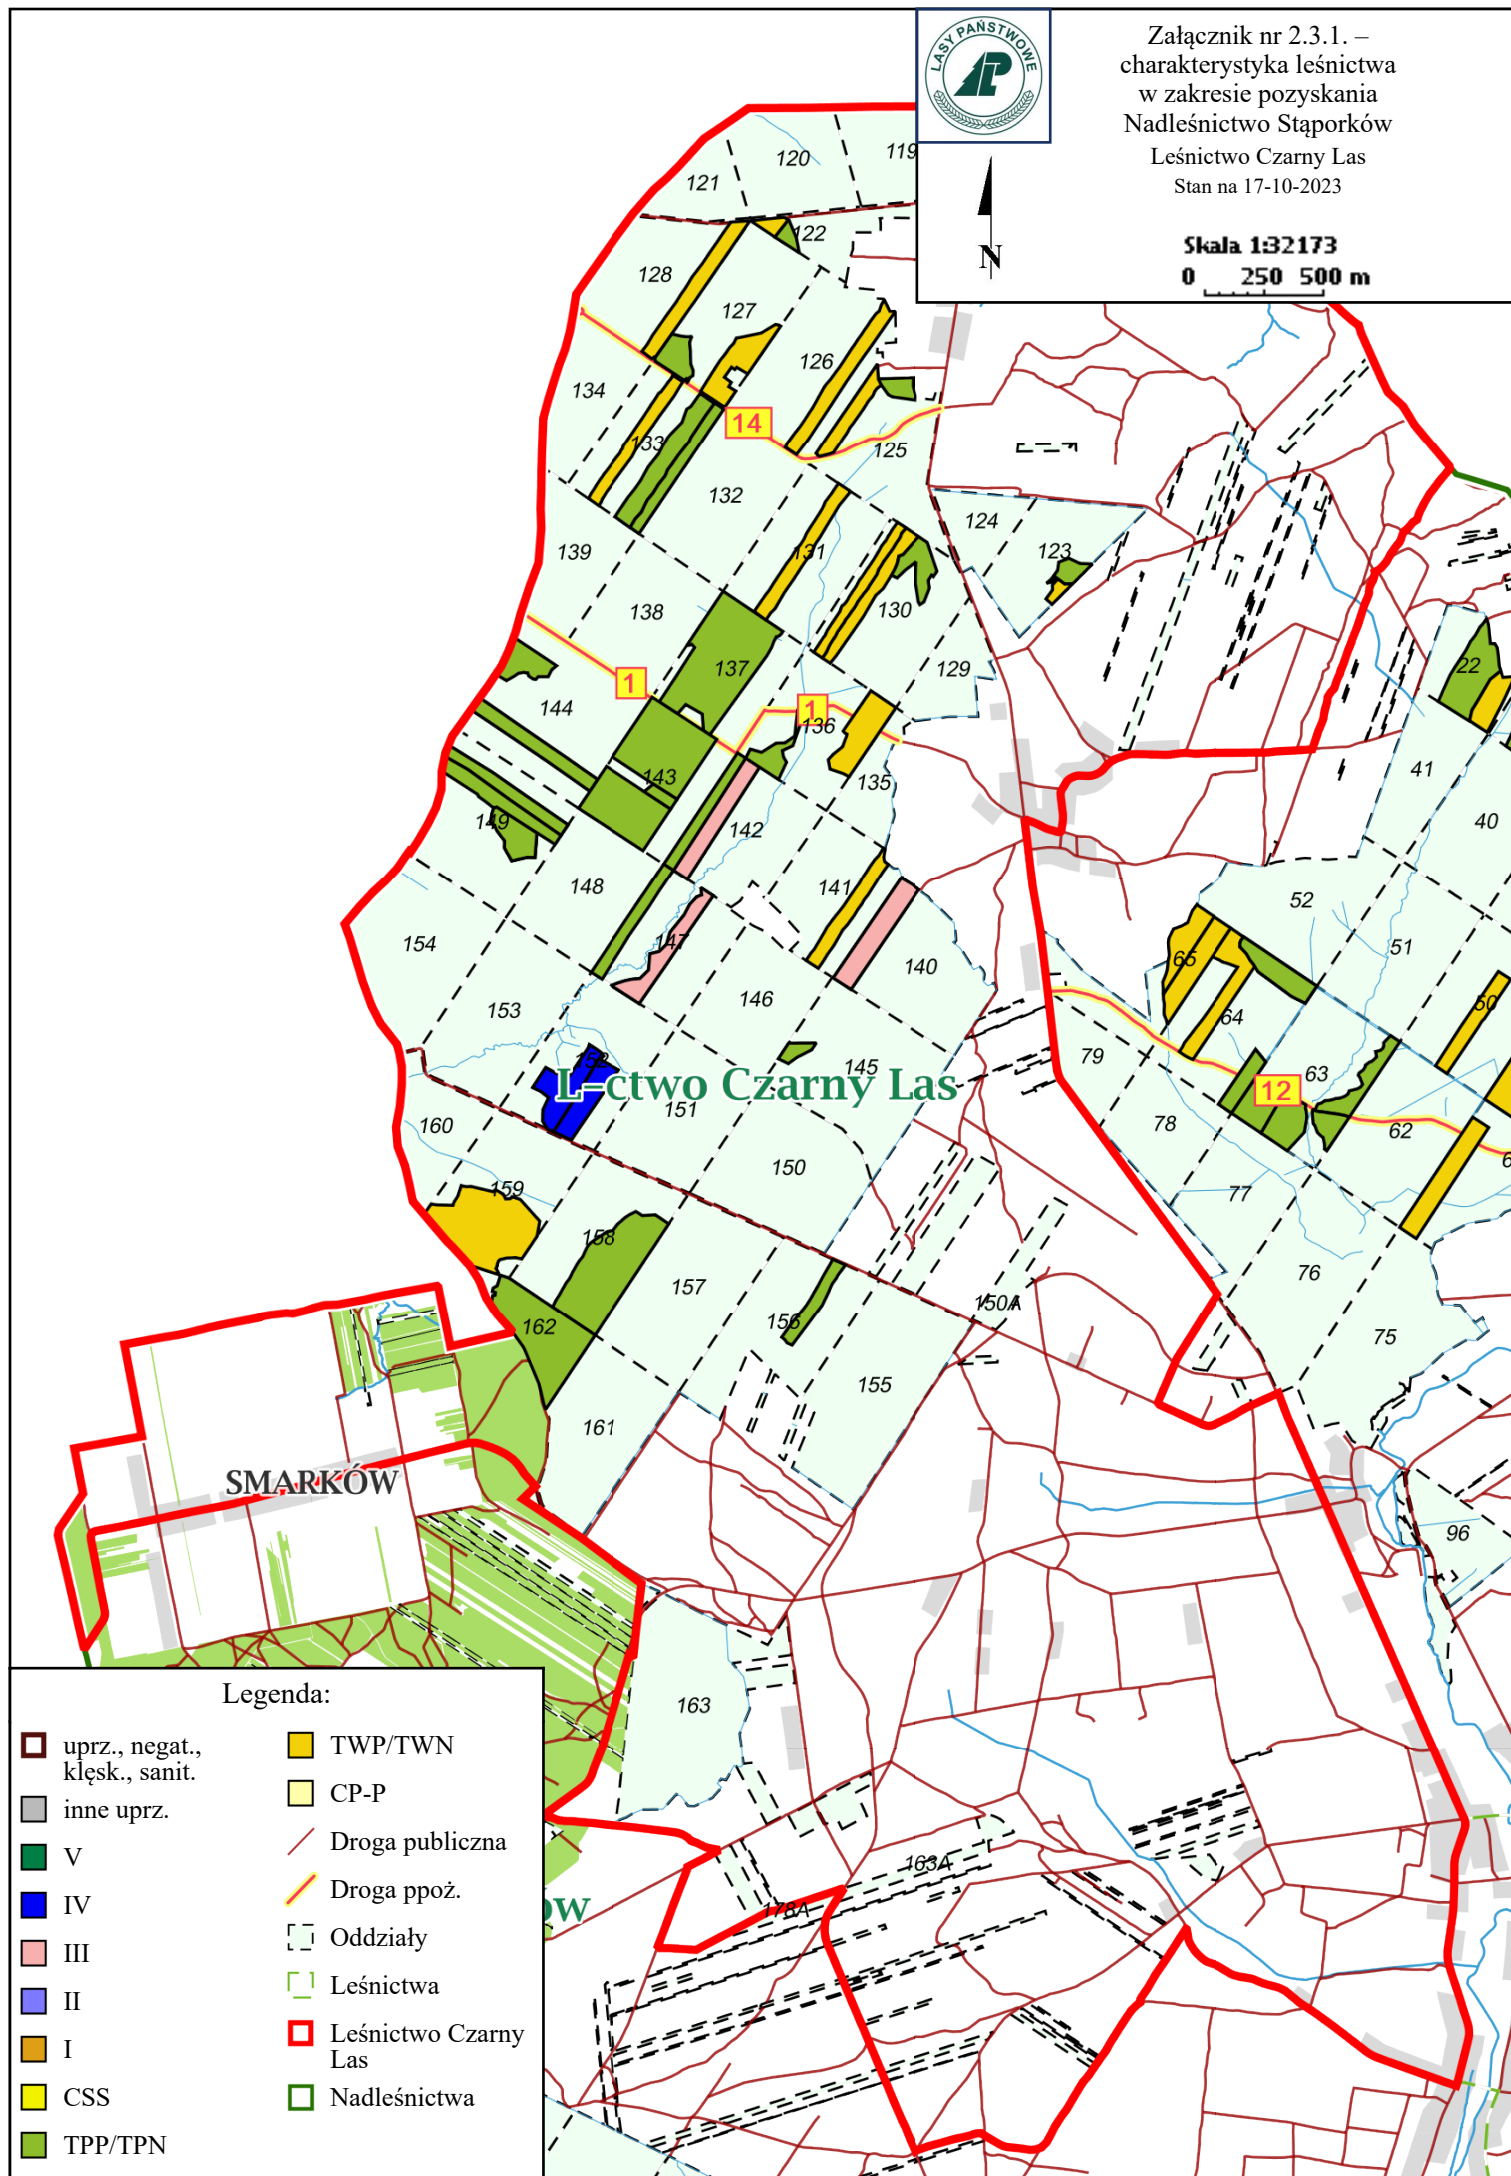 LASY PAŃSTWOWE
Załącznik nr 2.3.1. –
charakterystyka leśnictwa
w zakresie pozyskania
Nadleśnictwo Stąporków
Leśnictwo Czarny Las
Stan na 17-10-2023
N
Skala 1:32173
0 250 500 m
120
119
121
122
128
127
126
134
14
133
125
132
124
139
131
123
138
130
137
129
22
1
144
1
136
143
135
41
149
142
40
148
141
52
154
147
140
51
65
153
146
64
50
152
145
79
63
L-ctwo Czarny Las
12
151
160
78
62
150
6
159
77
158
76
157
150A
156
162
75
155
161
SMARKÓW
96
163
163A
178A
ów
Legenda:
uprz., negat.,
klęsk., sanit.
inne uprz.
V
IV
III
II
I
CSS
TPP/TPN
TWP/TWN
CP-P
Droga publiczna
Droga ppoż.
Oddziały
Leśnictwa
Leśnictwo Czarny
Las
Nadleśnictwa